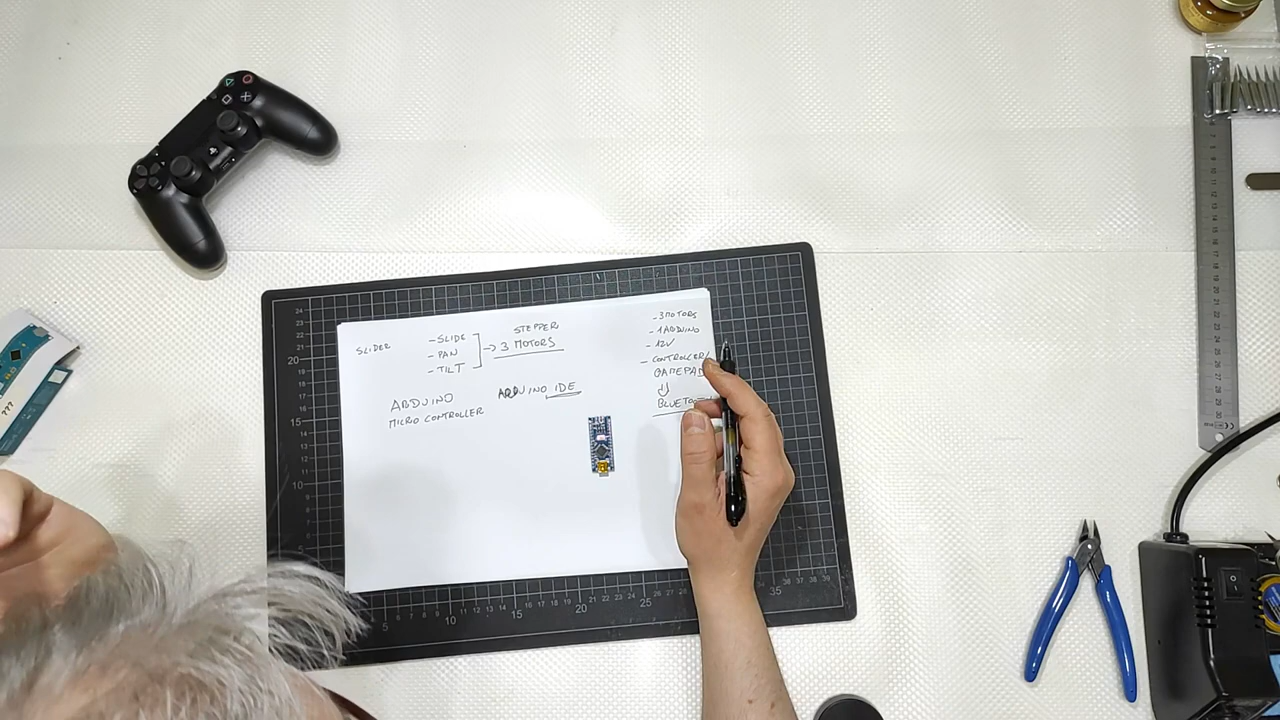 SLIDER
- SLIDE
- PAN
- TILT
STEPPER
3 MOTORS
ARDUINO
MICRO CONTROLLER
ARDUINO IDE
- 3 MOTORS
- 1 ARDUINO
- 12V
- CONTROLLER/
GAMEPAD
BLUETOOTH
???